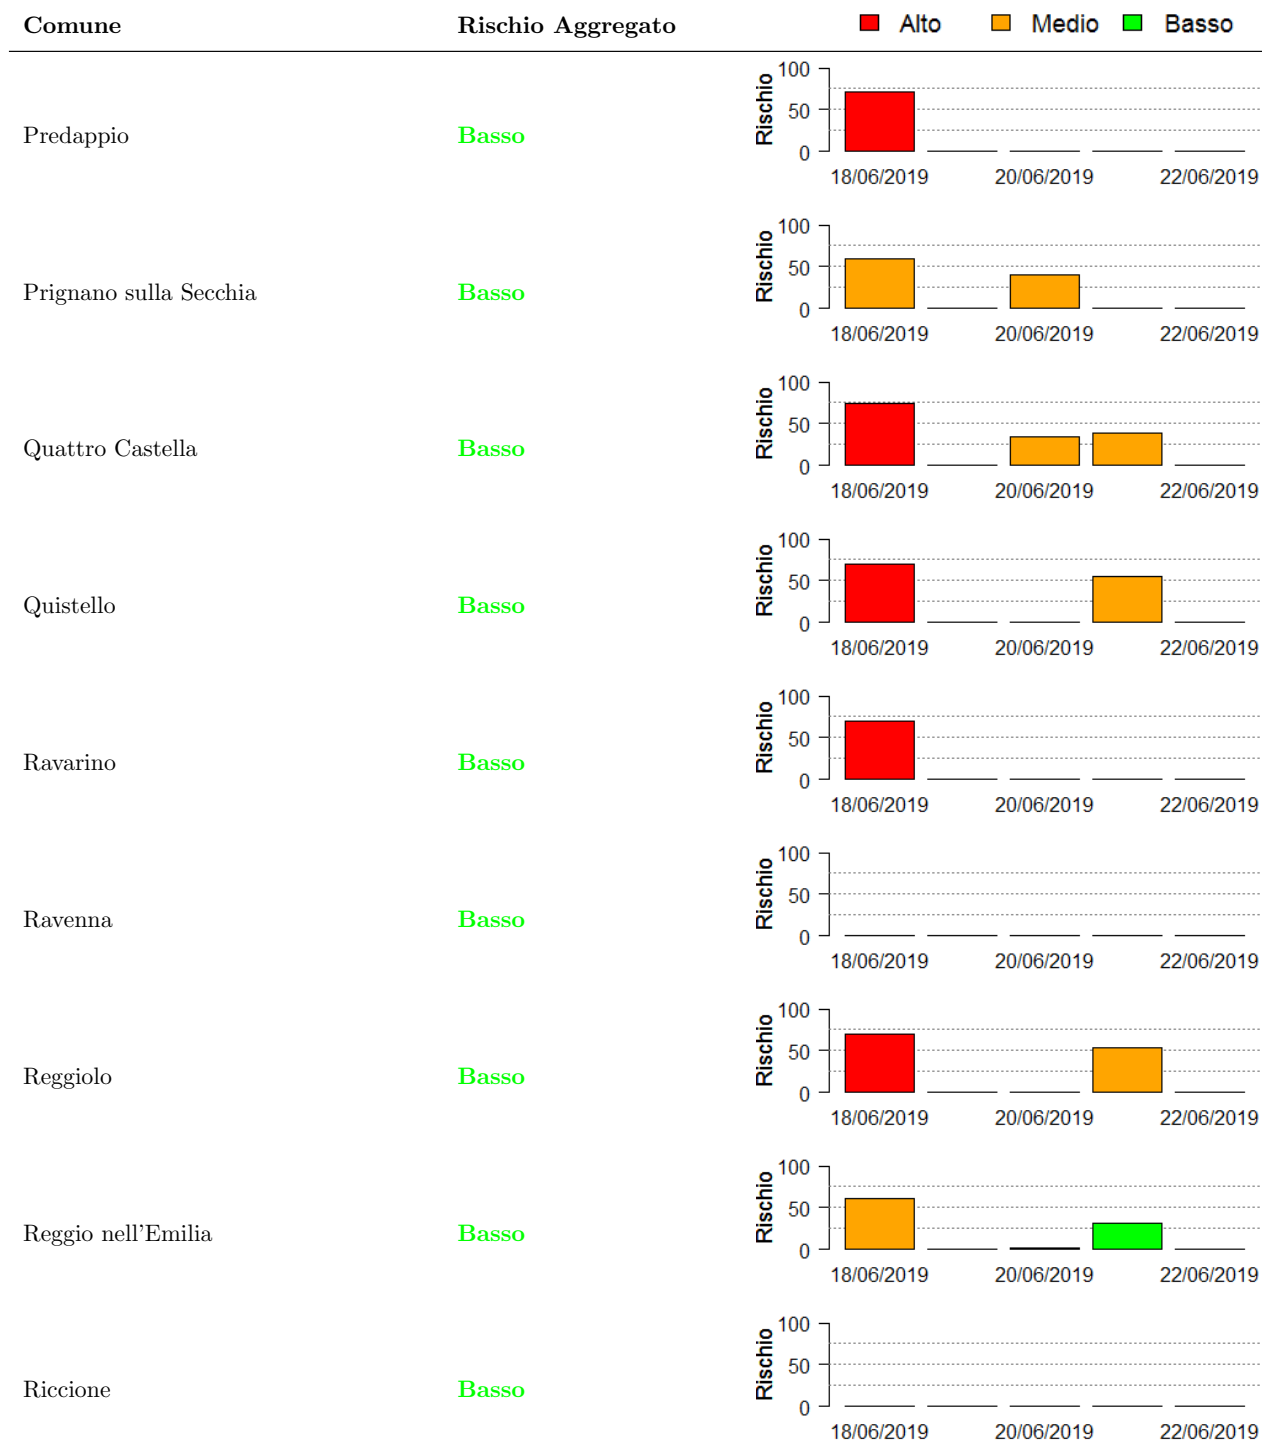 Comune Rischio Aggregato Alto Medio Basso
Predappio Basso Rischio 100 50 0
18/06/2019 20/06/2019 22/06/2019
Prignano sulla Secchia Basso Rischio 100 50 0
18/06/2019 20/06/2019 22/06/2019
Quattro Castella Basso Rischio 100 50 0
18/06/2019 20/06/2019 22/06/2019
Quistello Basso Rischio 100 50 0
18/06/2019 20/06/2019 22/06/2019
Ravarino Basso Rischio 100 50 0
18/06/2019 20/06/2019 22/06/2019
Ravenna Basso Rischio 100 50 0
18/06/2019 20/06/2019 22/06/2019
Reggiolo Basso Rischio 100 50 0
18/06/2019 20/06/2019 22/06/2019
Reggio nell'Emilia Basso Rischio 100 50 0
18/06/2019 20/06/2019 22/06/2019
Riccione Basso Rischio 100 50 0
18/06/2019 20/06/2019 22/06/2019